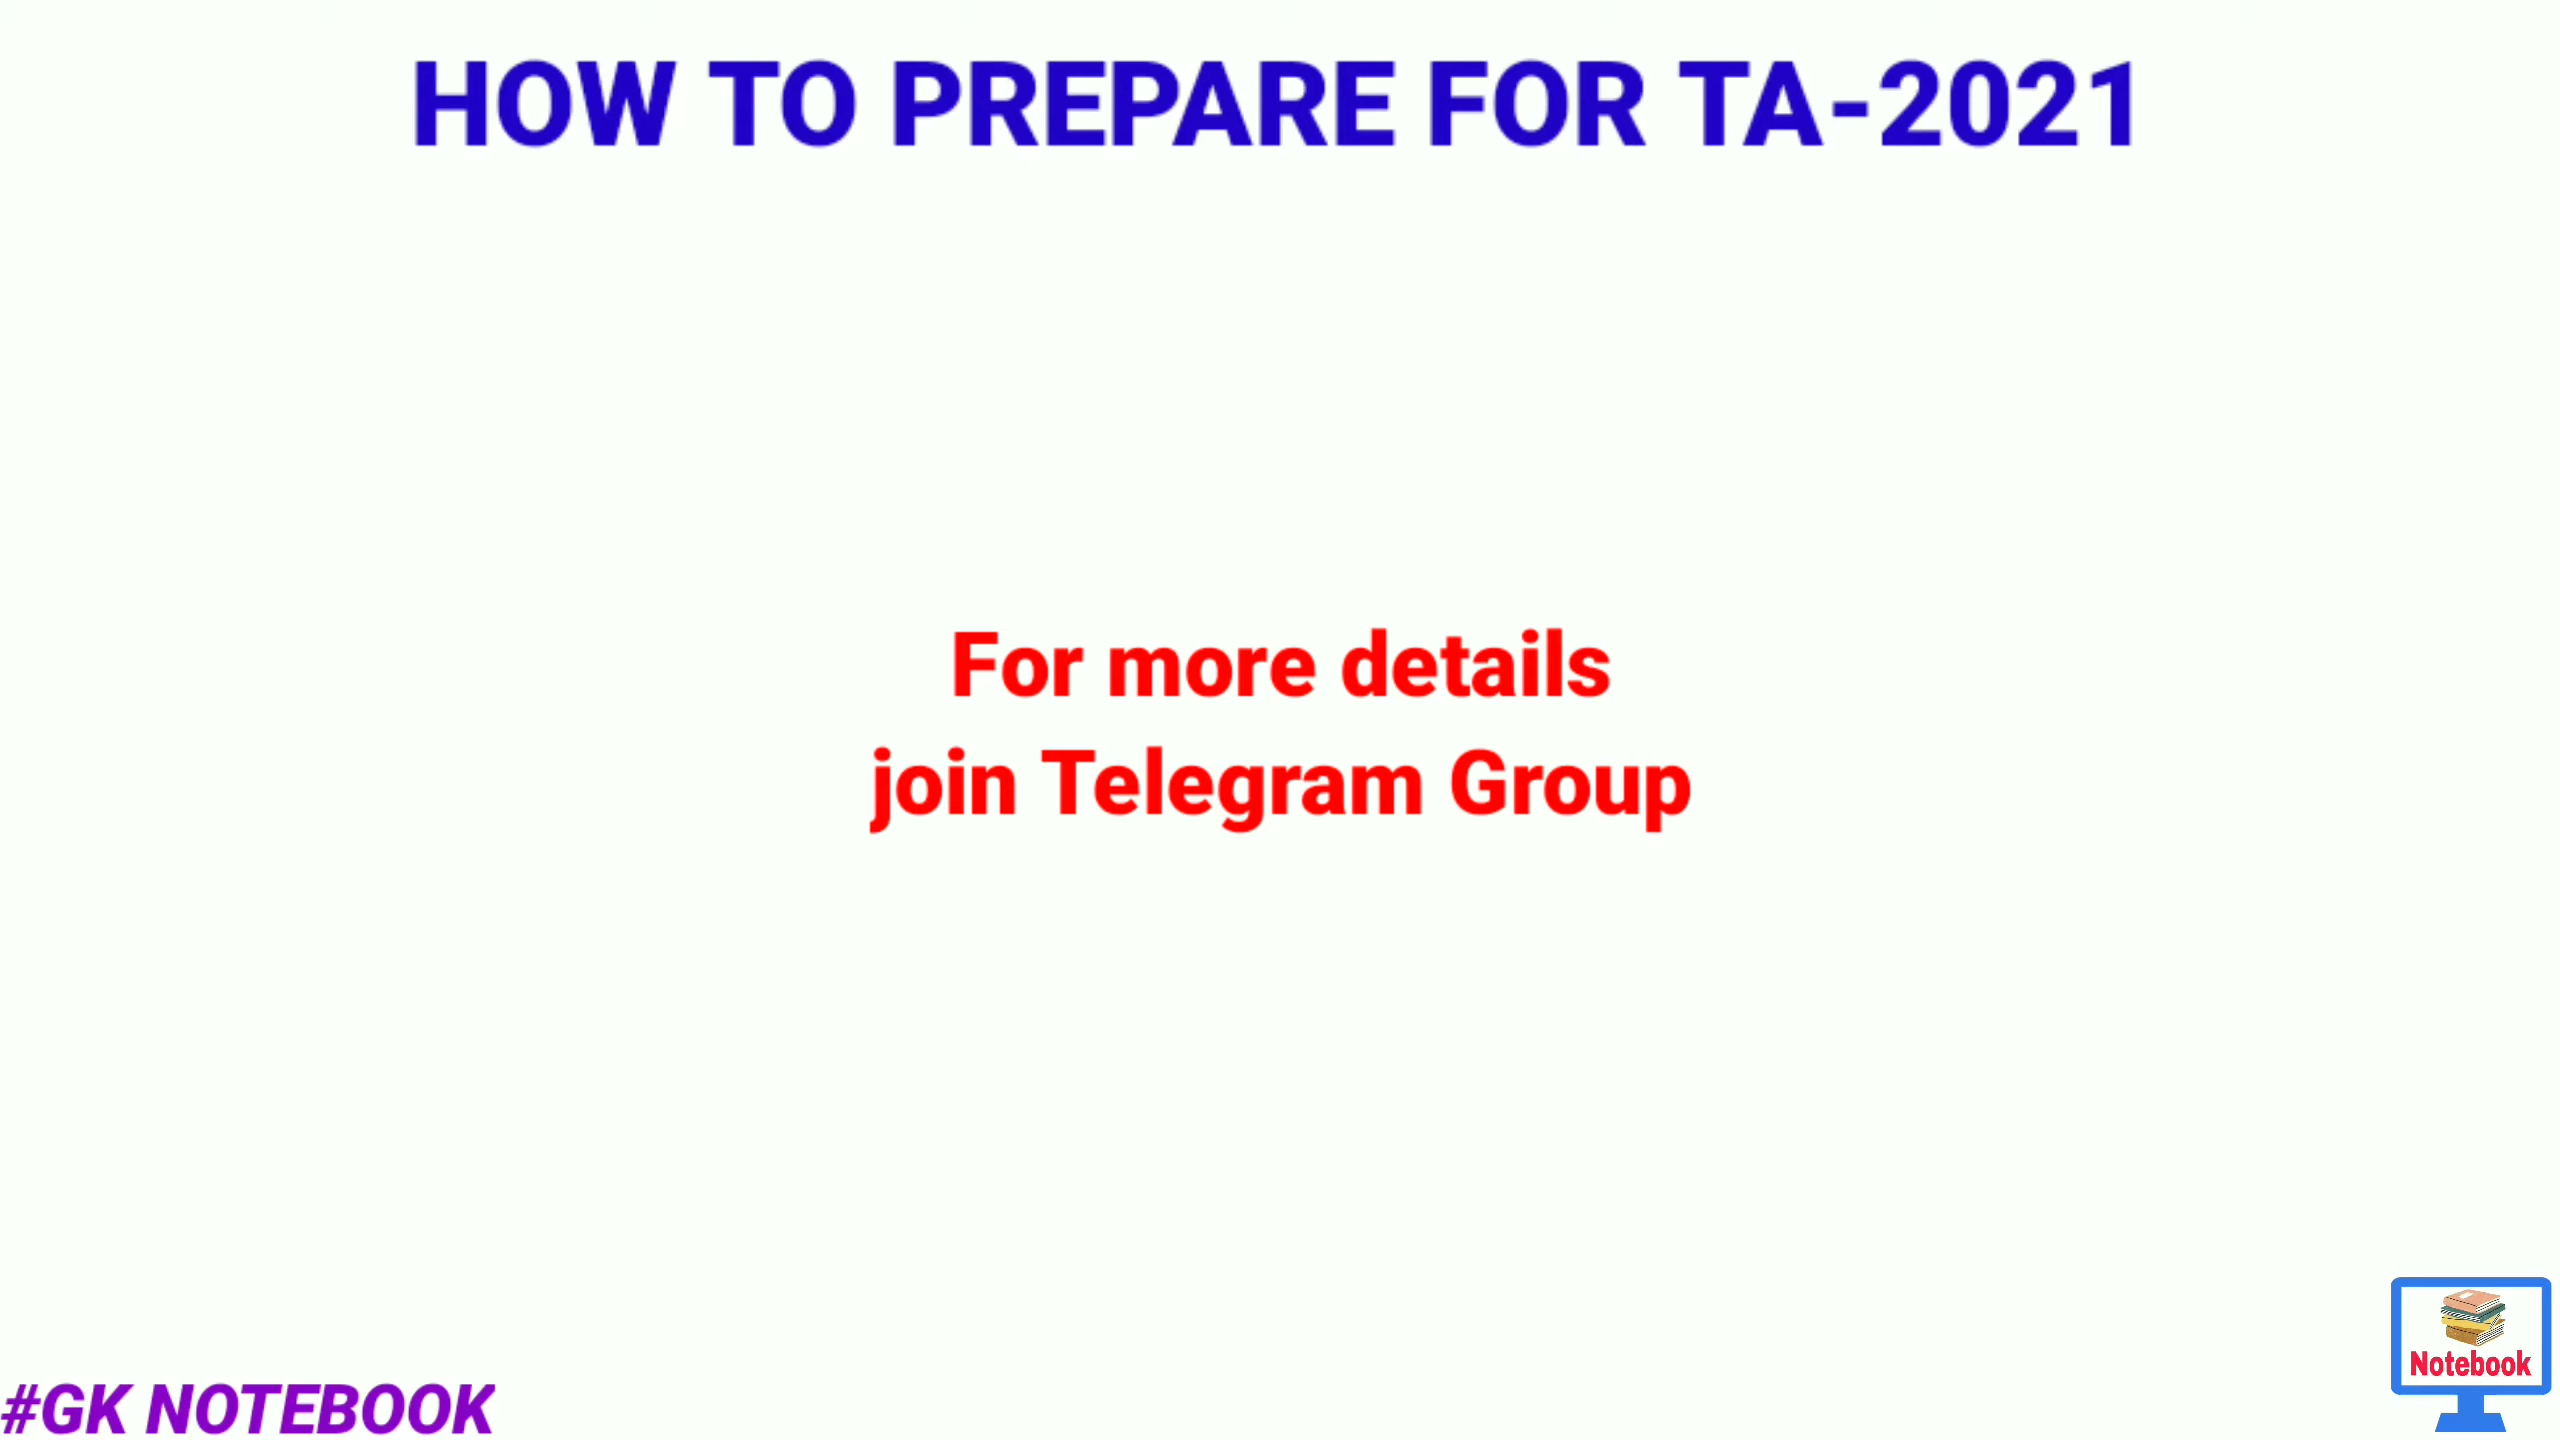 HOW TO PREPARE FOR TA-2021
For more details
join Telegram Group
Notebook
#GK NOTEBOOK